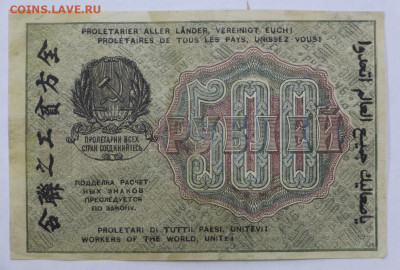 COINS.LAVE.RU
PROLETARIER ALLER LÄNDER, VEREINIGT EUCH!
PROLÉTAIRES DE TOUS LES PAYS, UNISSEZ-VOUS!
ПРОЛЕТАРИИ ВСЕХ
СТРАН СОЕДИНЯЙТЕСЬ.
500
РУБЛЕЙ
ПОДДЕЛКА РАСЧЕТ
НЫХ ЗНАКОВ
ПРЕСЛЕДУЕТСЯ
ПО ЗАКОНУ.
PROLETARI DI TUTTI I PAESI, UNITEVI!
WORKERS OF THE WORLD, UNITE!